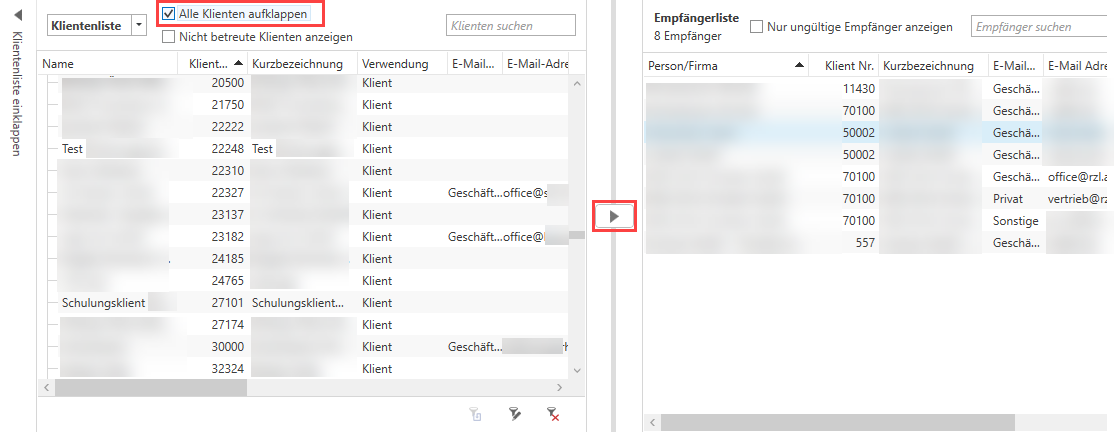 Klientenliste einklappen
Klientenliste
Alle Klienten aufklappen
Nicht betreute Klienten anzeigen
Klienten suchen
Name Klient... Kurzbezeichnung Verwendung E-Mail... E-Mail-Adre
20500 Klient
21750 Klient
22222 Klient
Test 22248 Test Klient
22310 Klient
22327 Klient Geschäft... office@s
23137 Klient
23182 Klient Geschäft... office@
24185 Klient
24765 Klient
Schulungsklient 27101 Schulungsklient... Klient
27174 Klient
30000 Klient Geschäft...
32324 Klient
Empfängerliste
8 Empfänger
Nur ungültige Empfänger anzeigen
Empfänger suchen
Person/Firma Klient Nr. Kurzbezeichnung E-Mail... E-Mail Adre
11430 Geschä...
70100 Geschä...
50002 Geschä...
50002 Geschä...
70100 Geschä... office@rzl.a
70100 Privat vertrieb@rz
70100 Sonstige
557 Geschä...